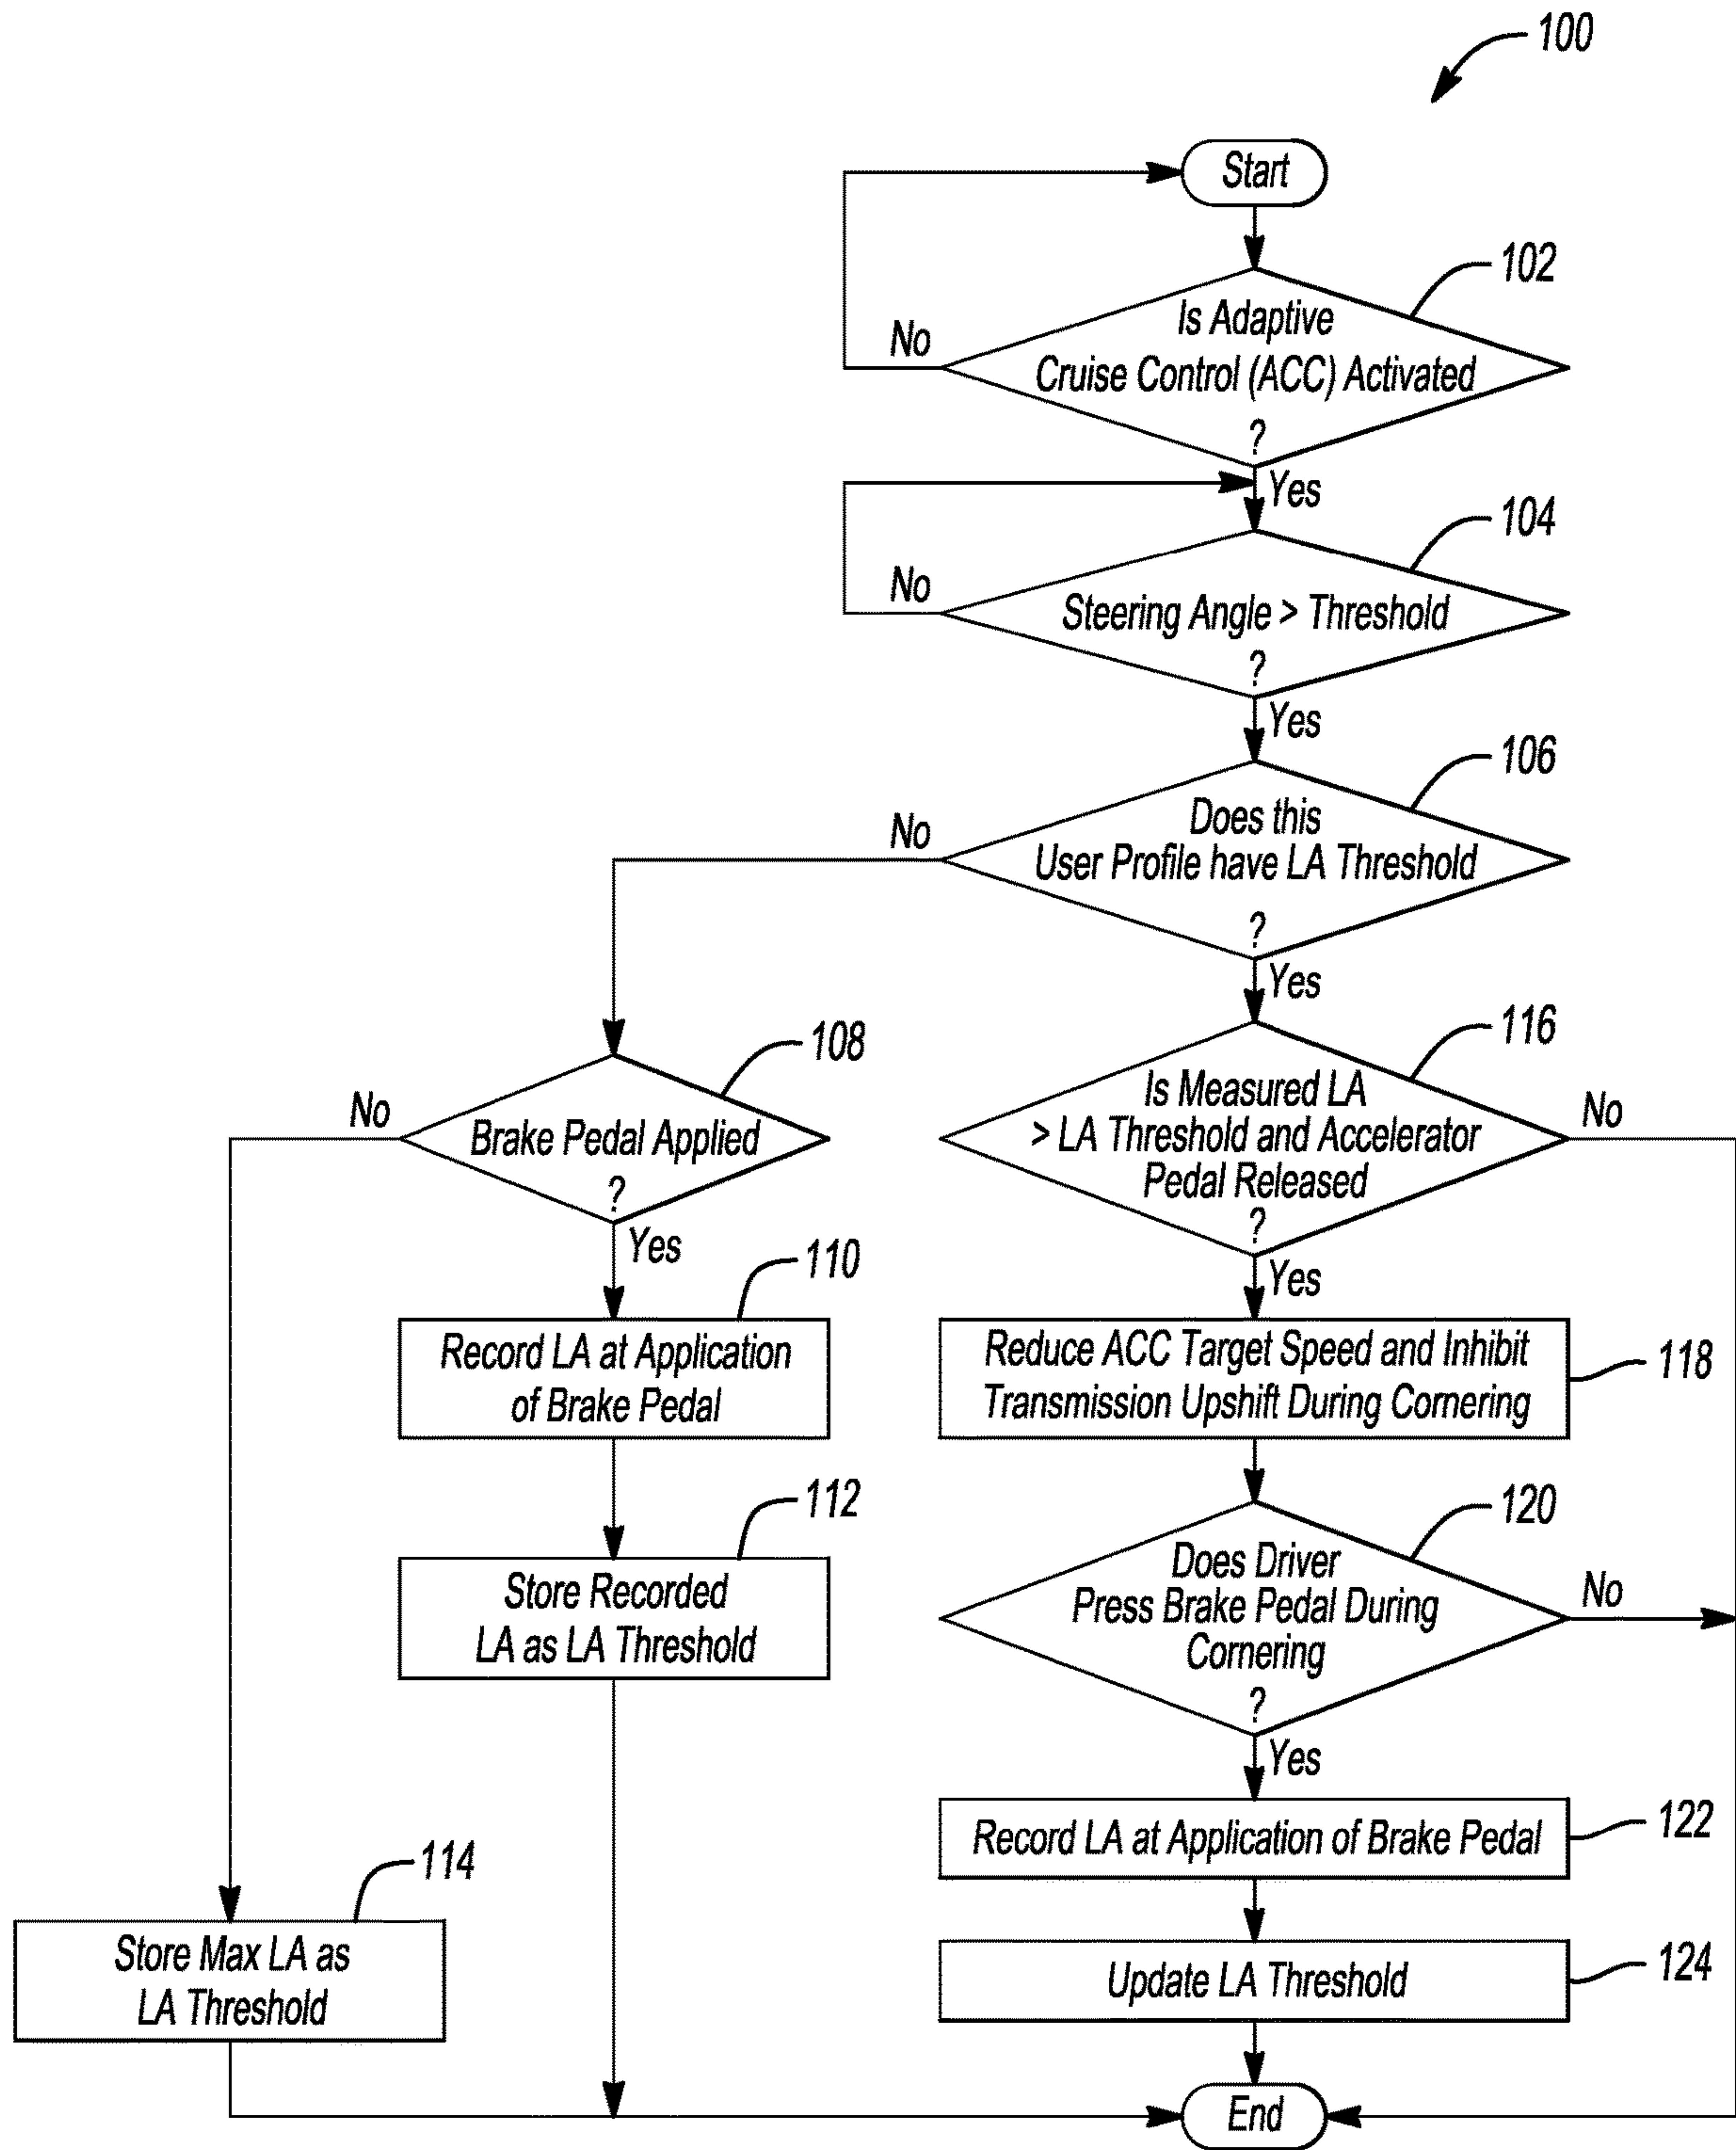 100
Start
102
Is Adaptive
Cruise Control (ACC) Activated
?
No
Yes
104
Steering Angle > Threshold
?
No
Yes
106
Does this
User Profile have LA Threshold
?
No
Yes
108
Brake Pedal Applied
?
No
Yes
110
Record LA at Application
of Brake Pedal
112
Store Recorded
LA as LA Threshold
114
Store Max LA as
LA Threshold
116
Is Measured LA
> LA Threshold and Accelerator
Pedal Released
?
No
Yes
Reduce ACC Target Speed and Inhibit
Transmission Upshift During Cornering
118
120
Does Driver
Press Brake Pedal During
Cornering
?
No
Yes
Record LA at Application of Brake Pedal
122
Update LA Threshold
124
End